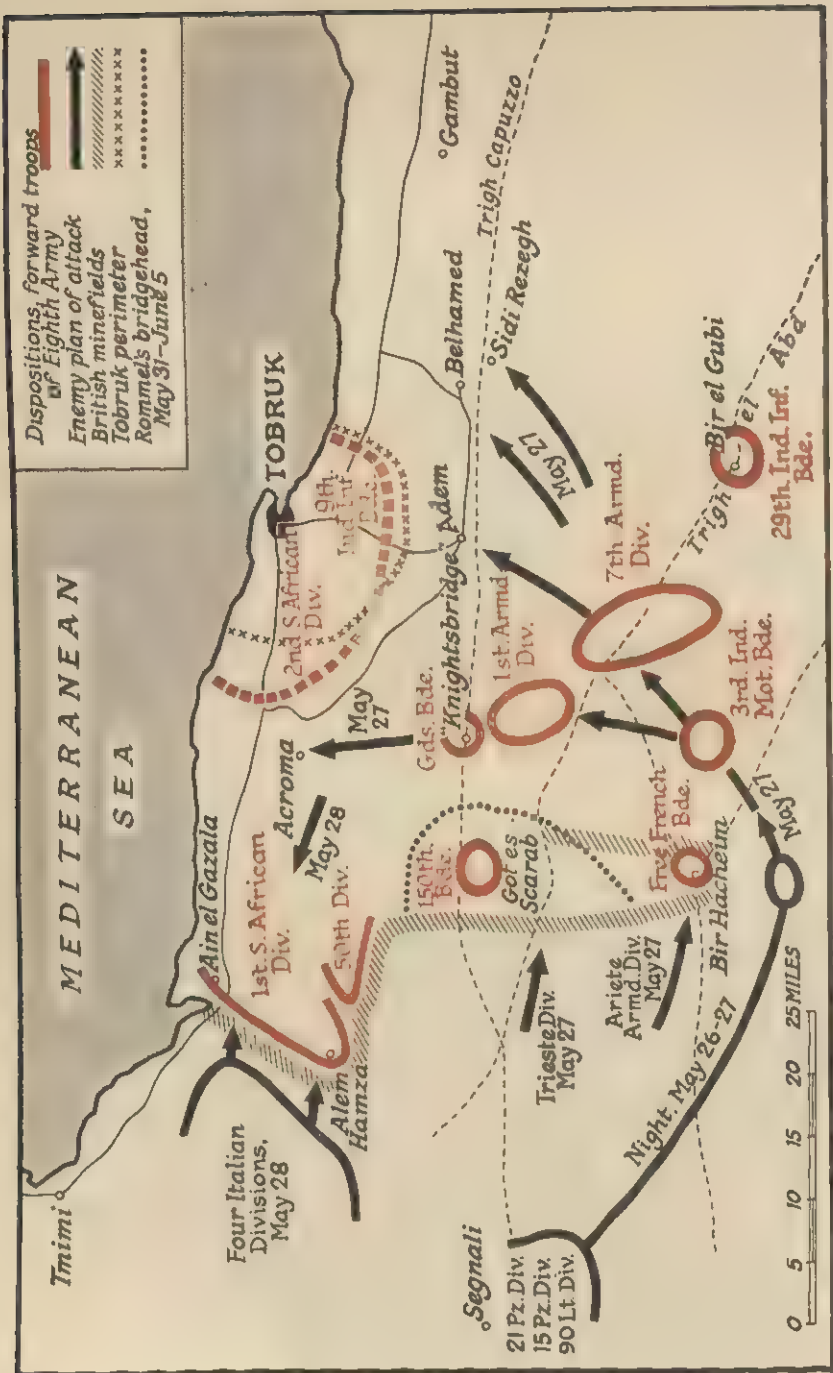 Dispositions, forward troops
of Eighth Army
Enemy plan of attack
British minefields
Tobruk perimeter
Rommel's bridgehead,
May 31-June 5
MEDITERRANEAN
SEA
Tmimi
Ain el Gazala
TOBRUK
Gambut
Four Italian
Divisions,
May 28
Alem
Hamza
1st. S. African
Div.
50th Div.
Acroma
May 28
May
27
2nd S African
Div.
9th.
Ind Inf
Bde.
Belhamed
Trigh Capuzzo
Sidi Rezegh
Adem
"Knightsbridge"
Gds. Bde.
1st. Armd
Div.
150th.
Bde.
Got es
Scarab
Segnali
21 Pz. Div.
15 Pz. Div.
90 Lt. Div.
Trieste Div.
May 27
Ariete
Armd. Div.
May 27
Free French
Bde.
Bir Hacheim
7th Armd.
Div.
May 27
3rd. Ind.
Mot. Bde.
May 27
Night. May 26-27
Trigh el Abd
Bir el Gubi
29th. Ind. Inf.
Bde.
0 5 10 15 20 25 MILES